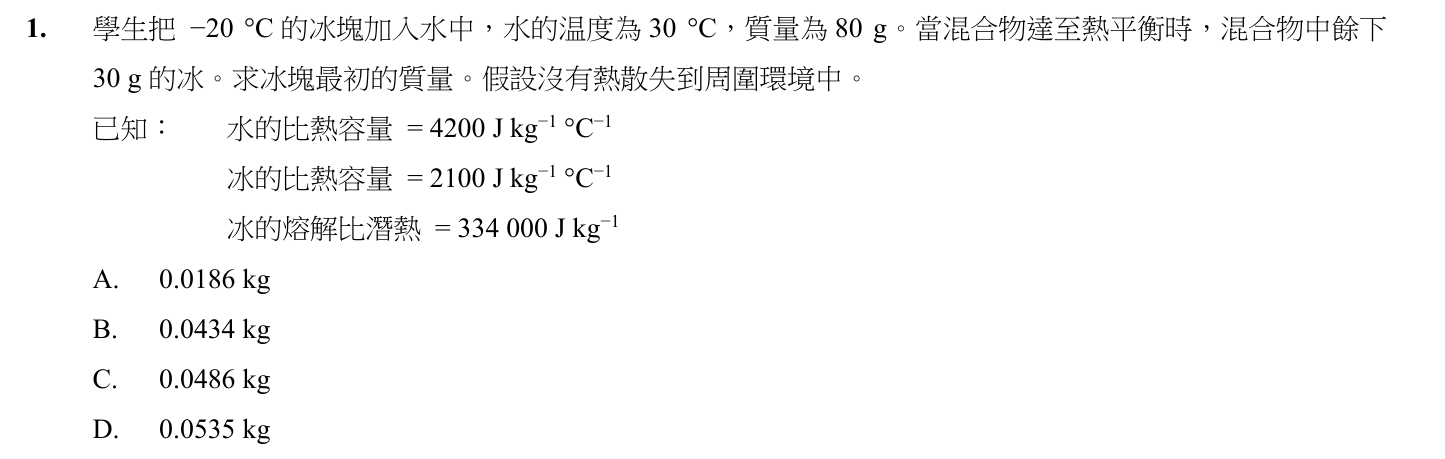 1. 學生把 −20 °C 的冰塊加入水中，水的温度為 30 °C，質量為 80 g。當混合物達至熱平衡時，混合物中餘下
30 g 的冰。求冰塊最初的質量。假設沒有熱散失到周圍環境中。
已知： 水的比熱容量 = 4200 J kg⁻¹ °C⁻¹
冰的比熱容量 = 2100 J kg⁻¹ °C⁻¹
冰的熔解比潛熱 = 334 000 J kg⁻¹
A. 0.0186 kg
B. 0.0434 kg
C. 0.0486 kg
D. 0.0535 kg